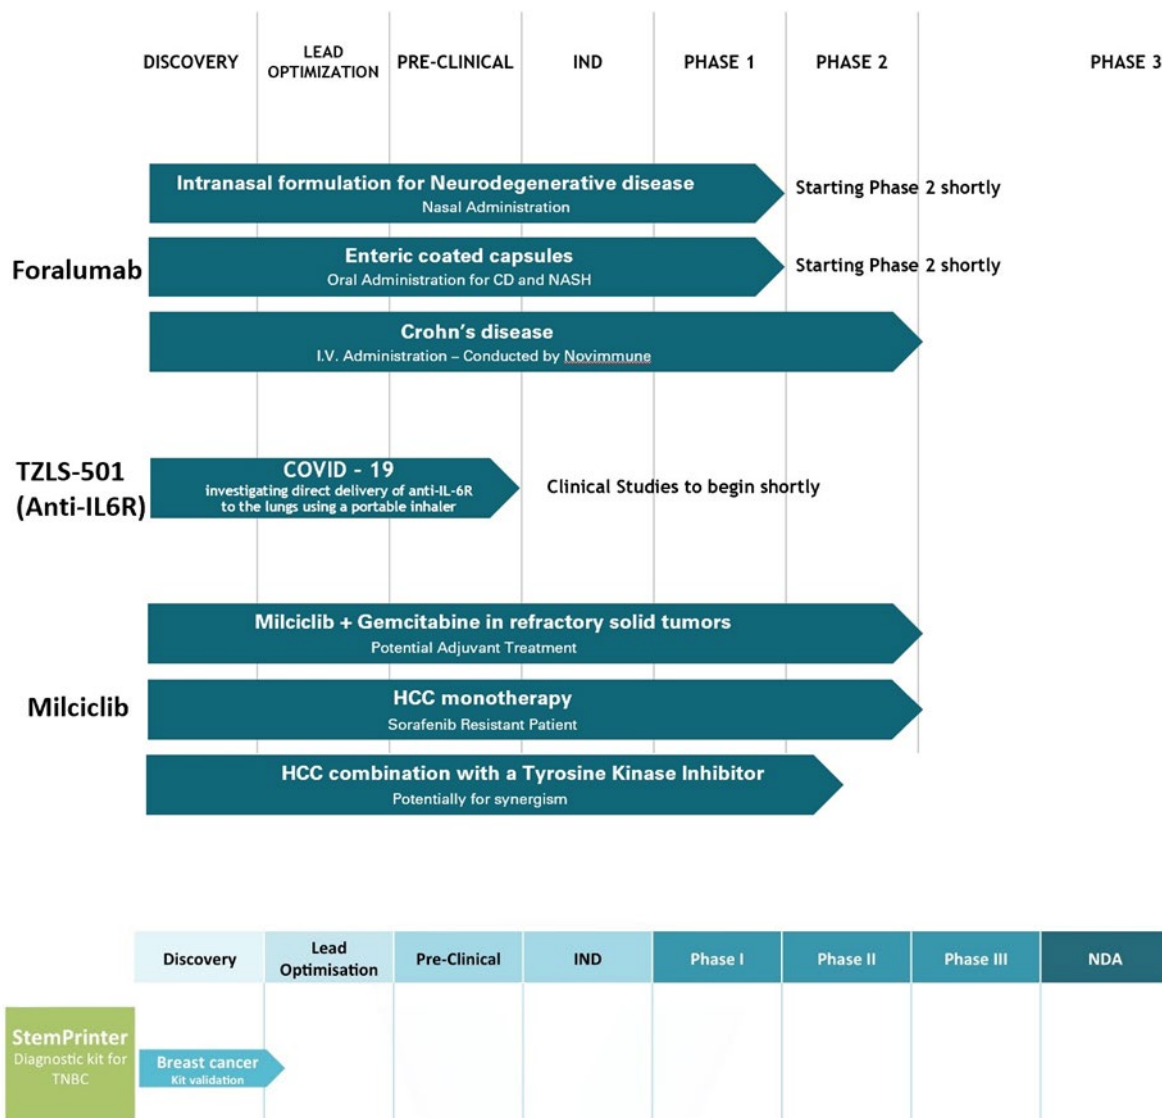 DISCOVERY
LEAD
OPTIMIZATION
PRE-CLINICAL
IND
PHASE 1
PHASE 2
PHASE 3
Foralumab
Intranasal formulation for Neurodegenerative disease
Nasal Administration
Starting Phase 2 shortly
Enteric coated capsules
Oral Administration for CD and NASH
Starting Phase 2 shortly
Crohn's disease
I.V. Administration – Conducted by Novimmune
TZLS-501
(Anti-IL6R)
COVID - 19
investigating direct delivery of anti-IL-6R
to the lungs using a portable inhaler
Clinical Studies to begin shortly
Milciclib
Milciclib + Gemcitabine in refractory solid tumors
Potential Adjuvant Treatment
HCC monotherapy
Sorafenib Resistant Patient
HCC combination with a Tyrosine Kinase Inhibitor
Potentially for synergism
Discovery
Lead
Optimisation
Pre-Clinical
IND
Phase I
Phase II
Phase III
NDA
StemPrinter
Diagnostic kit for
TNBC
Breast cancer
Kit validation